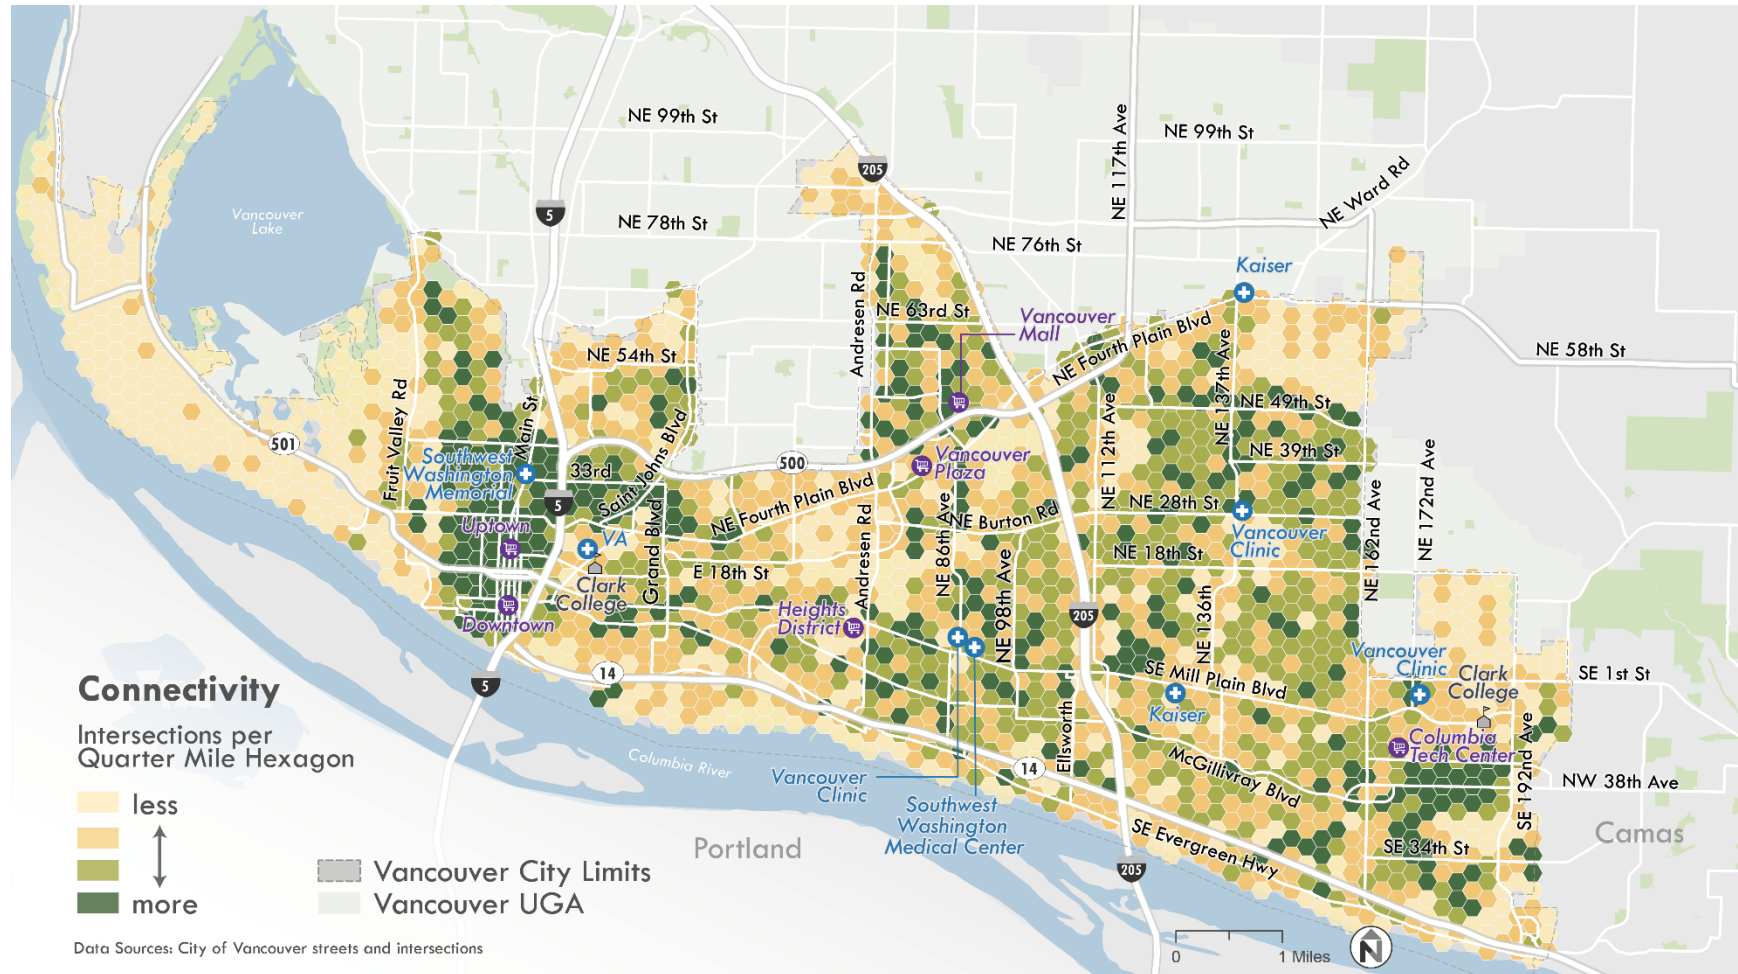 NE 99th St
NE 117th Ave
NE 99th St
205
NE Ward Rd
5
Vancouver
Lake
NE 78th St
NE 76th St
Kaiser
Andresen Rd
NE 63rd St
Vancouver
Mall
NE Fourth Plain Blvd
NE 137th Ave
NE 54th St
NE 58th St
Fruit Valley Rd
Main St
NE 112th Ave
NE 49th St
501
33rd
Saint Johns Blvd
500
Vancouver
Plaza
NE 39th St
NE 172nd Ave
Southwest
Washington
Memorial
5
NE Fourth Plain Blvd
NE 28th St
Uptown
VA
Grand Blvd
Andresen Rd
NE 86th Ave
NE Burton Rd
Vancouver
Clinic
NE 162nd Ave
NE 18th St
E 18th St
NE 98th Ave
NE 136th
Clark
College
Downtown
Heights
District
205
Vancouver
Clinic
Clark
College
SE 1st St
14
5
SE Mill Plain Blvd
Kaiser
Ellsworth
Columbia
Tech Center
SE 192nd Ave
Columbia River
14
McGillivray Blvd
NW 38th Ave
Vancouver
Clinic
Southwest
Washington
Medical Center
SE Evergreen Hwy
SE 34th St
Camas
Portland
205
Connectivity
Intersections per
Quarter Mile Hexagon
less
more
Vancouver City Limits
Vancouver UGA
Data Sources: City of Vancouver streets and intersections
0
1 Miles
N